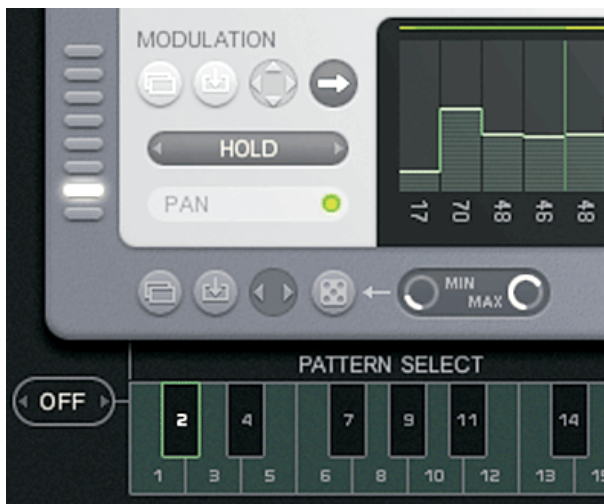 MODULATION
HOLD
PAN
17 70 48 46 48
MIN
MAX
PATTERN SELECT
OFF
2 4 7 9 11 14
1 3 5 6 8 10 12 13